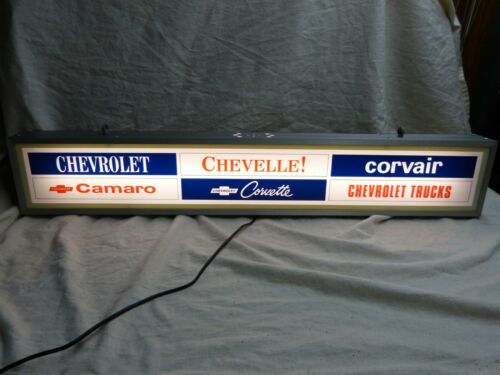 CHEVROLET CHEVELLE! corvair
Camaro Corvette CHEVROLET TRUCKS